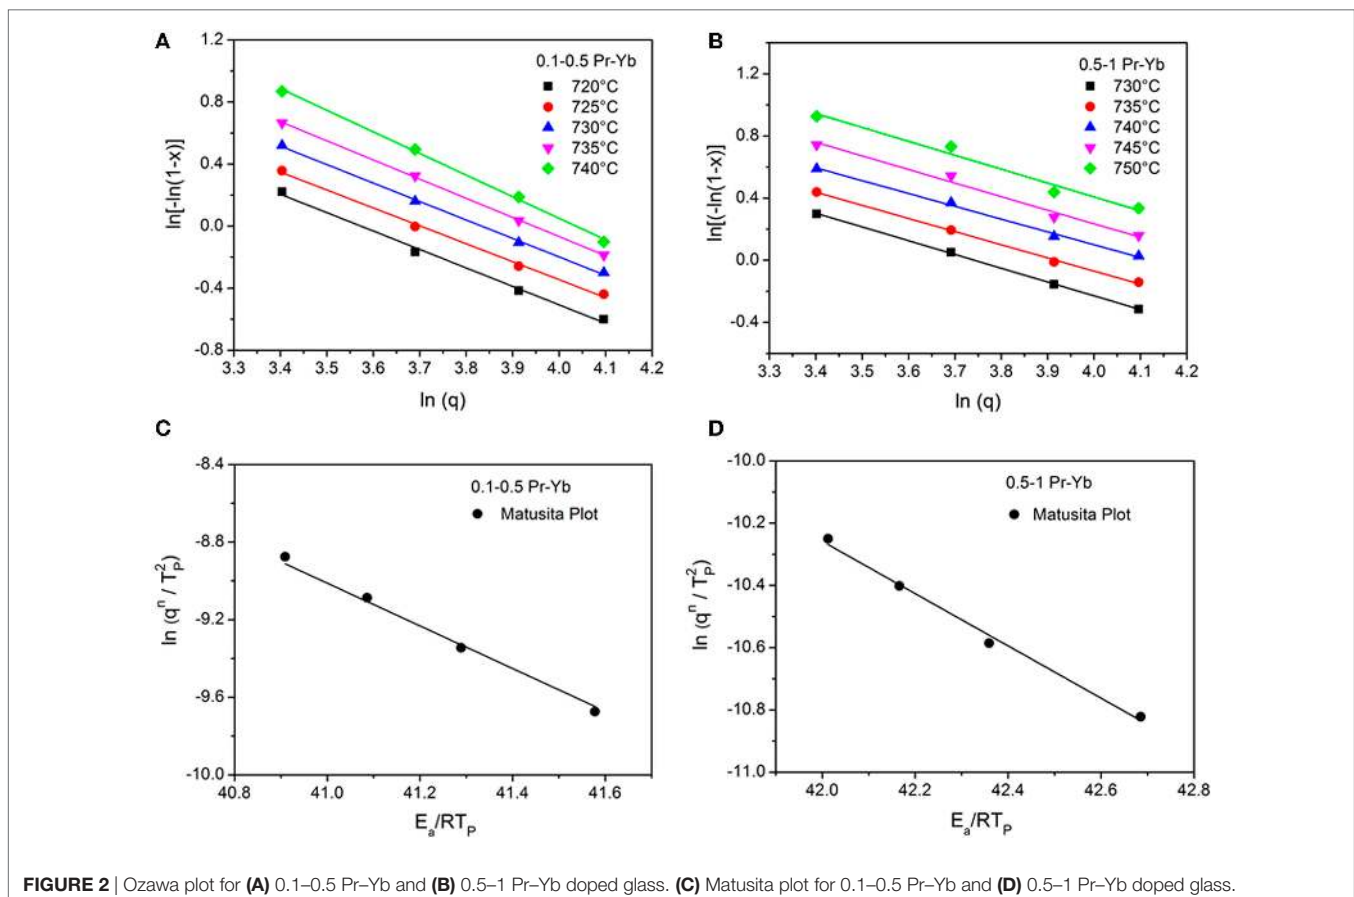 A
1.2
0.8
0.4
0.0
-0.4
-0.8
ln[-ln(1-x)]
0.1-0.5 Pr-Yb
720°C
725°C
730°C
735°C
740°C
3.3 3.4 3.5 3.6 3.7 3.8 3.9 4.0 4.1 4.2
ln (q)
B
1.2
0.8
0.4
0.0
-0.4
ln[(-ln(1-x)]
0.5-1 Pr-Yb
730°C
735°C
740°C
745°C
750°C
3.3 3.4 3.5 3.6 3.7 3.8 3.9 4.0 4.1 4.2
ln (q)
C
-8.4
-8.8
-9.2
-9.6
-10.0
ln (qⁿ / T_P²)
0.1-0.5 Pr-Yb
Matusita Plot
40.8 41.0 41.2 41.4 41.6
Eₐ/RT_P
D
-10.0
-10.2
-10.4
-10.6
-10.8
-11.0
ln (qⁿ / T_P²)
0.5-1 Pr-Yb
Matusita Plot
42.0 42.2 42.4 42.6 42.8
Eₐ/RT_P
FIGURE 2 | Ozawa plot for (A) 0.1–0.5 Pr–Yb and (B) 0.5–1 Pr–Yb doped glass. (C) Matusita plot for 0.1–0.5 Pr–Yb and (D) 0.5–1 Pr–Yb doped glass.